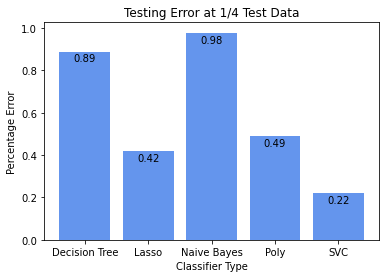 Testing Error at 1/4 Test Data
Percentage Error
1.0
0.8
0.6
0.4
0.2
0.0
0.89
0.42
0.98
0.49
0.22
Decision Tree
Lasso
Naive Bayes
Poly
SVC
Classifier Type